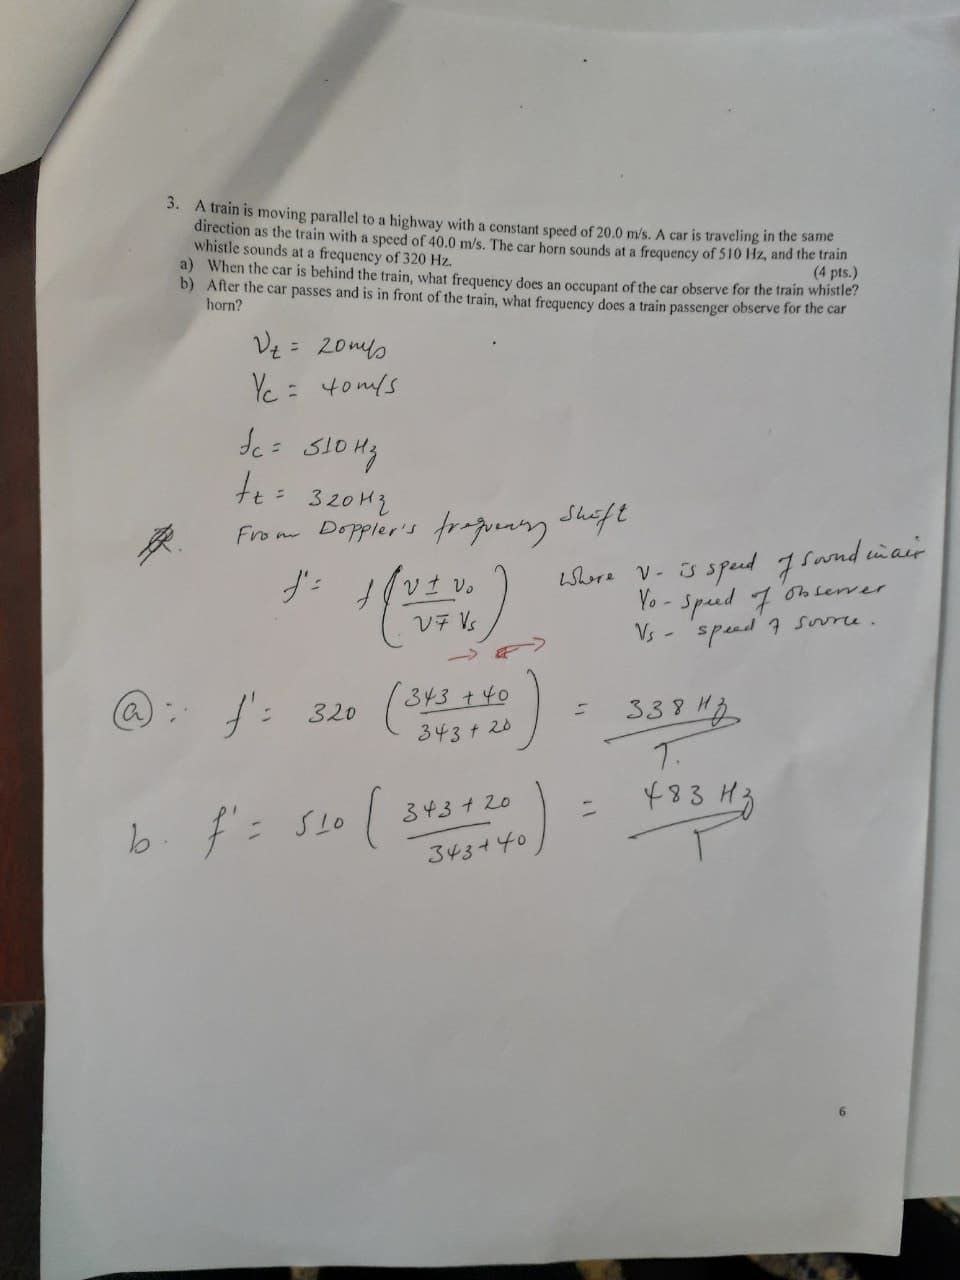 3. A train is moving parallel to a highway with a constant speed of 20.0 m/s. A car is traveling in the same
direction as the train with a speed of 40.0 m/s. The car horn sounds at a frequency of 510 Hz, and the train
whistle sounds at a frequency of 320 Hz. (4 pts.)
a) When the car is behind the train, what frequency does an occupant of the car observe for the train whistle?
b) After the car passes and is in front of the train, what frequency does a train passenger observe for the car
horn?
Vt = 20 m/s
Vc = 40 m/s
fc = 510 Hz
ft = 320 Hz
From Doppler's frequency shift
f' = f (V ± Vo / V ∓ Vs)
Where V - is speed of sound in air
Vo - speed of observer
Vs - speed of source.
(a) ∴ f' = 320 (343 + 40 / 343 + 20) = 338 Hz
b. f' = 510 (343 + 20 / 343 + 40) = 483 Hz
6